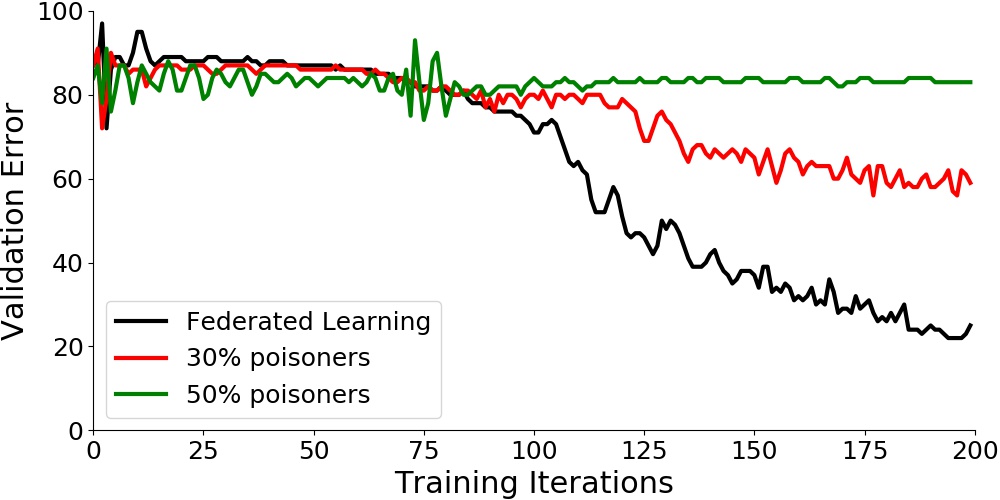 100
80
60
40
20
0
Validation Error
Federated Learning
30% poisoners
50% poisoners
0 25 50 75 100 125 150 175 200
Training Iterations